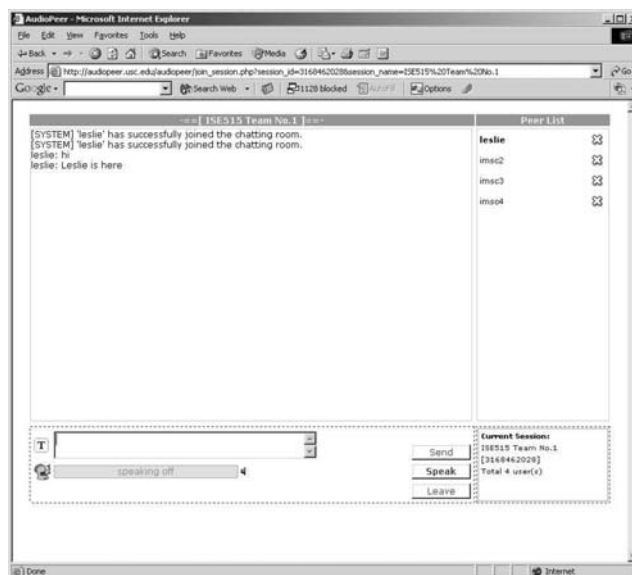 AudioPeer - Microsoft Internet Explorer
File Edit View Favorites Tools Help
Back Search Favorites Media
Address http://audiopeer.usc.edu/audiopeer/join_session.php?session_id=3168462028&session_name=ISE515%20Team%20No.1 Go
Google Search Web 1128 blocked AutoFill Options
-==[ ISE515 Team No.1 ]==- Peer List
[SYSTEM] 'leslie' has successfully joined the chatting room.
[SYSTEM] 'leslie' has successfully joined the chatting room.
leslie: hi
leslie: Leslie is here
leslie
imsc2
imsc3
imsc4
T
Send
speaking off
Speak
Leave
Current Session:
ISE515 Team No.1
[3168462028]
Total 4 user(s)
Done Internet